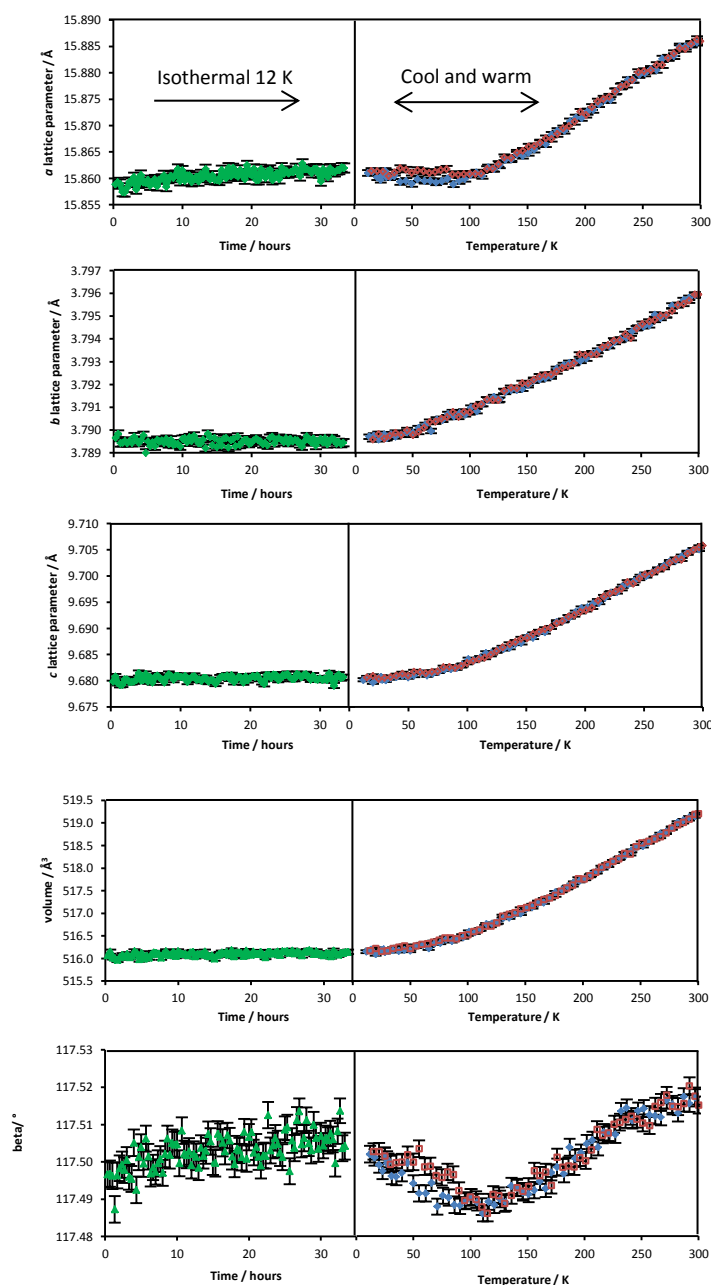 15.890
15.885
15.880
15.875
15.870
15.865
15.860
15.855
a lattice parameter / Å
Isothermal 12 K
Cool and warm
0 10 20 30
0 50 100 150 200 250 300
Time / hours
Temperature / K
3.797
3.796
3.795
3.794
3.793
3.792
3.791
3.790
3.789
b lattice parameter / Å
0 10 20 30
0 50 100 150 200 250 300
Time / hours
Temperature / K
9.710
9.705
9.700
9.695
9.690
9.685
9.680
9.675
c lattice parameter / Å
0 10 20 30
0 50 100 150 200 250 300
Time / hours
Temperature / K
519.5
519.0
518.5
518.0
517.5
517.0
516.5
516.0
515.5
volume / Å³
0 10 20 30
0 50 100 150 200 250 300
Time / hours
Temperature / K
117.53
117.52
117.51
117.50
117.49
117.48
beta/ °
0 10 20 30
0 50 100 150 200 250 300
Time / hours
Temperature / K